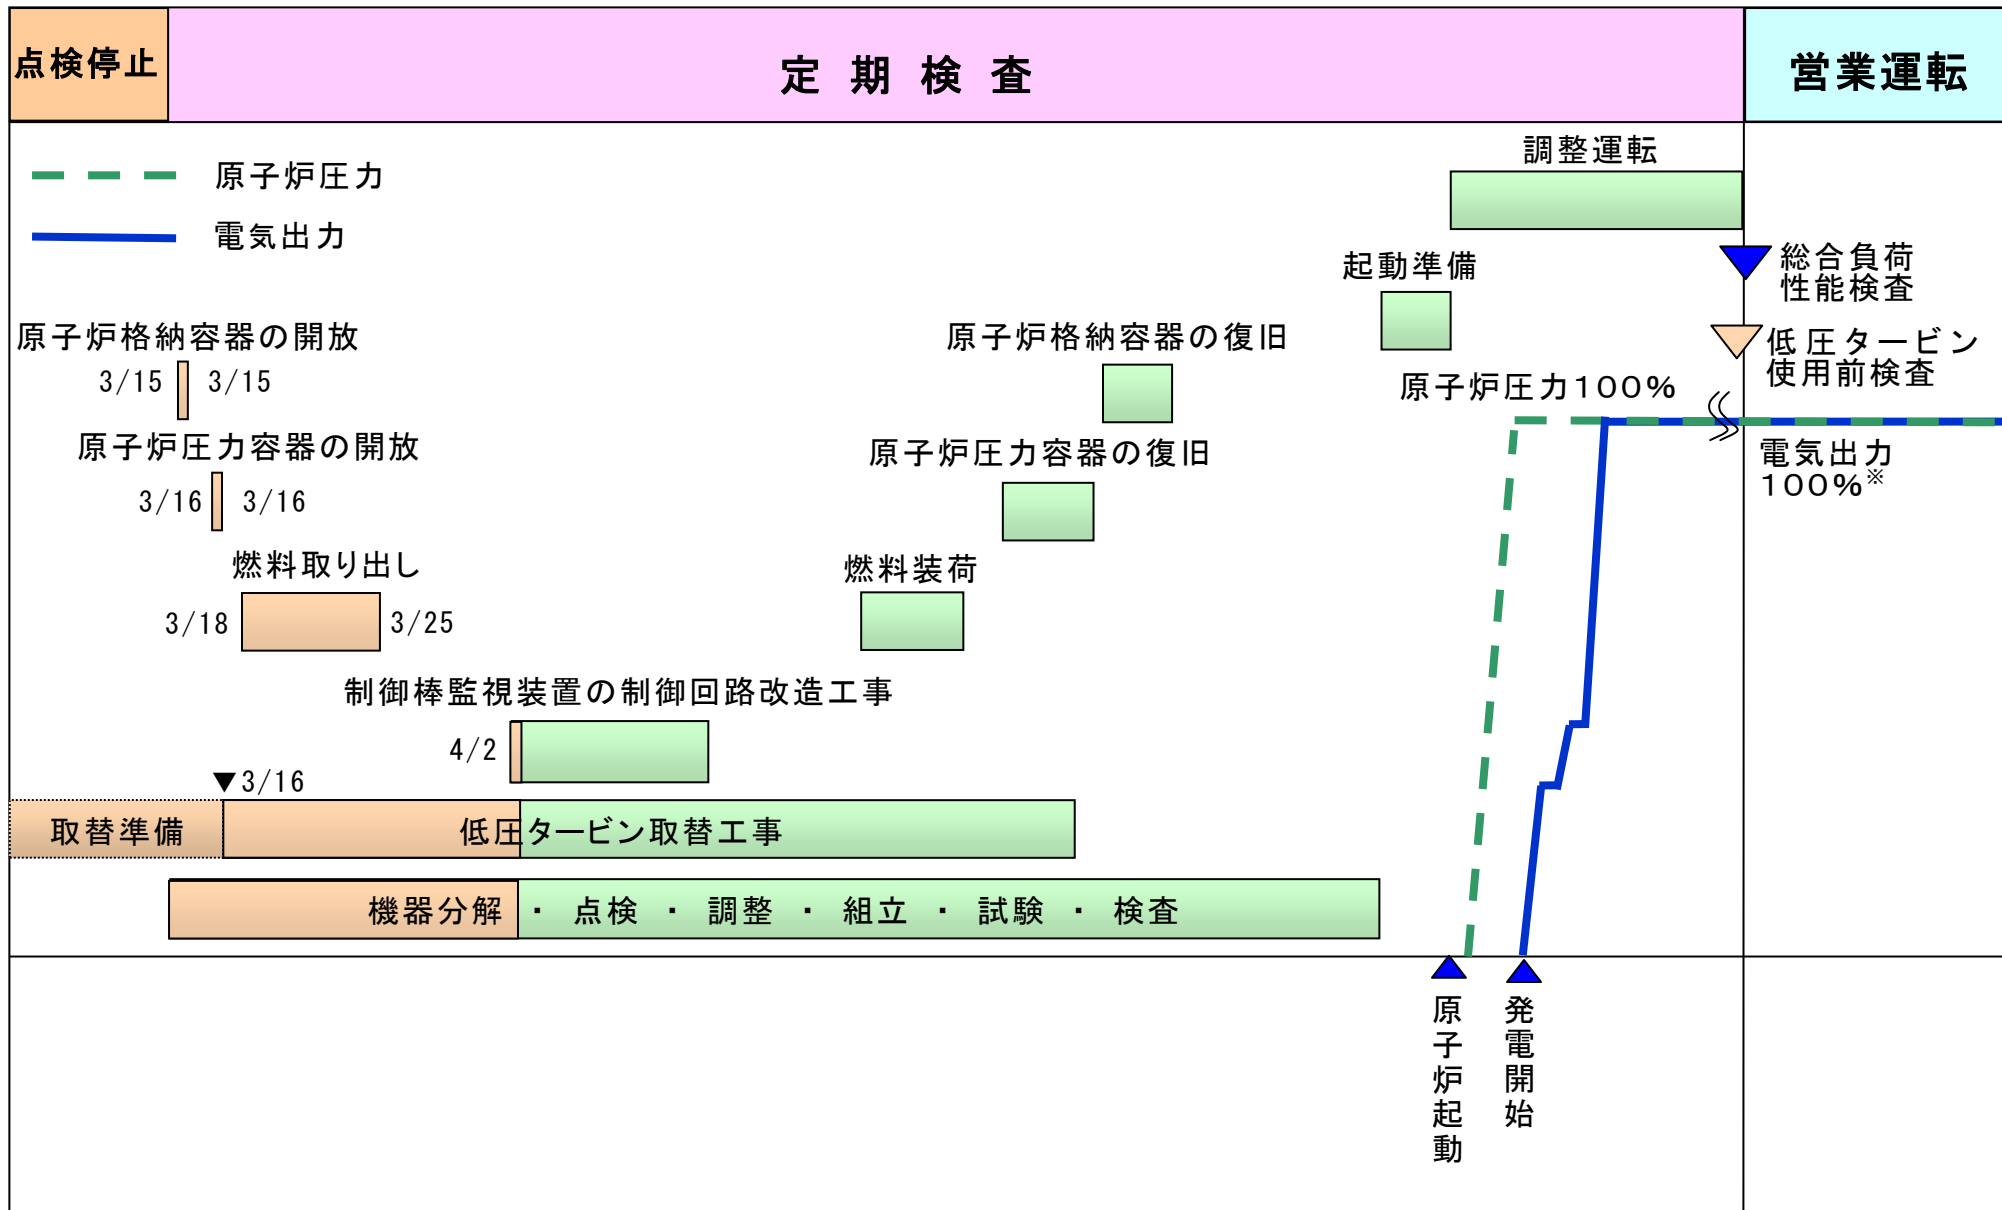 点検停止
定期検査
営業運転
調整運転
原子炉圧力
電気出力
総合負荷
性能検査
起動準備
原子炉格納容器の開放
原子炉格納容器の復旧
低圧タービン
使用前検査
3/15 3/15
原子炉圧力100%
原子炉圧力容器の開放
原子炉圧力容器の復旧
電気出力
100%※
3/16 3/16
燃料取り出し
燃料装荷
3/18 3/25
制御棒監視装置の制御回路改造工事
4/2
▼3/16
取替準備
低圧タービン取替工事
機器分解・点検・調整・組立・試験・検査
原子炉起動
発電開始